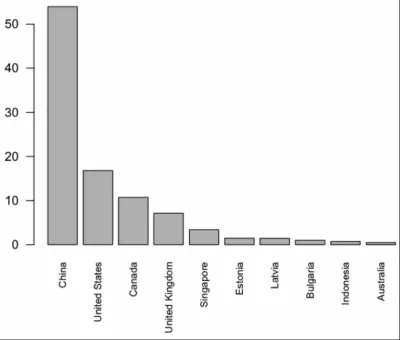 50
40
30
20
10
0
China
United States
Canada
United Kingdom
Singapore
Estonia
Latvia
Bulgaria
Indonesia
Australia